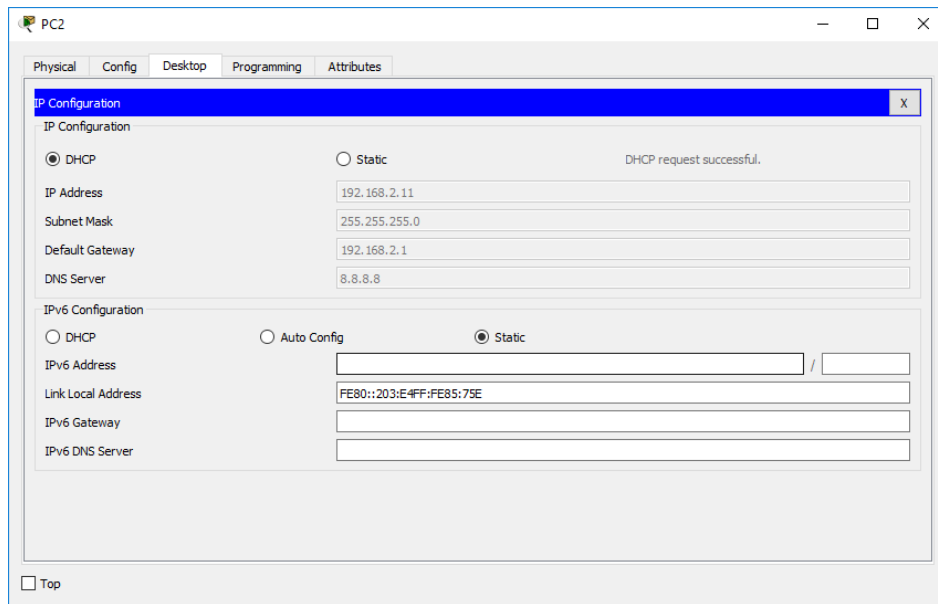 PC2
Physical Config Desktop Programming Attributes
IP Configuration X
IP Configuration
DHCP Static DHCP request successful.
IP Address 192.168.2.11
Subnet Mask 255.255.255.0
Default Gateway 192.168.2.1
DNS Server 8.8.8.8
IPv6 Configuration
DHCP Auto Config Static
IPv6 Address /
Link Local Address FE80::203:E4FF:FE85:75E
IPv6 Gateway
IPv6 DNS Server
Top